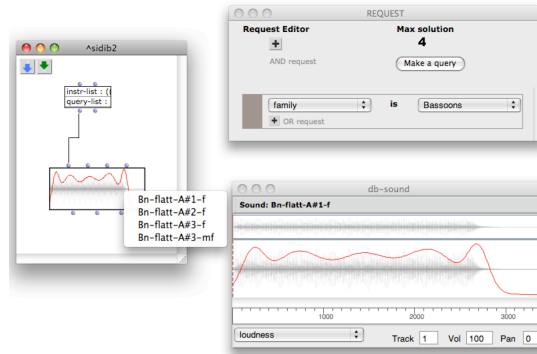 ^sidib2
instr-list : ((
query-list :
Bn-flatt-A#1-f
Bn-flatt-A#2-f
Bn-flatt-A#3-f
Bn-flatt-A#3-mf
REQUEST
Request Editor
Max solution
+
4
AND request
Make a query
family
is
Bassoons
+ OR request
db-sound
Sound: Bn-flatt-A#1-f
1000 2000 3000
loudness
Track 1 Vol 100 Pan 0